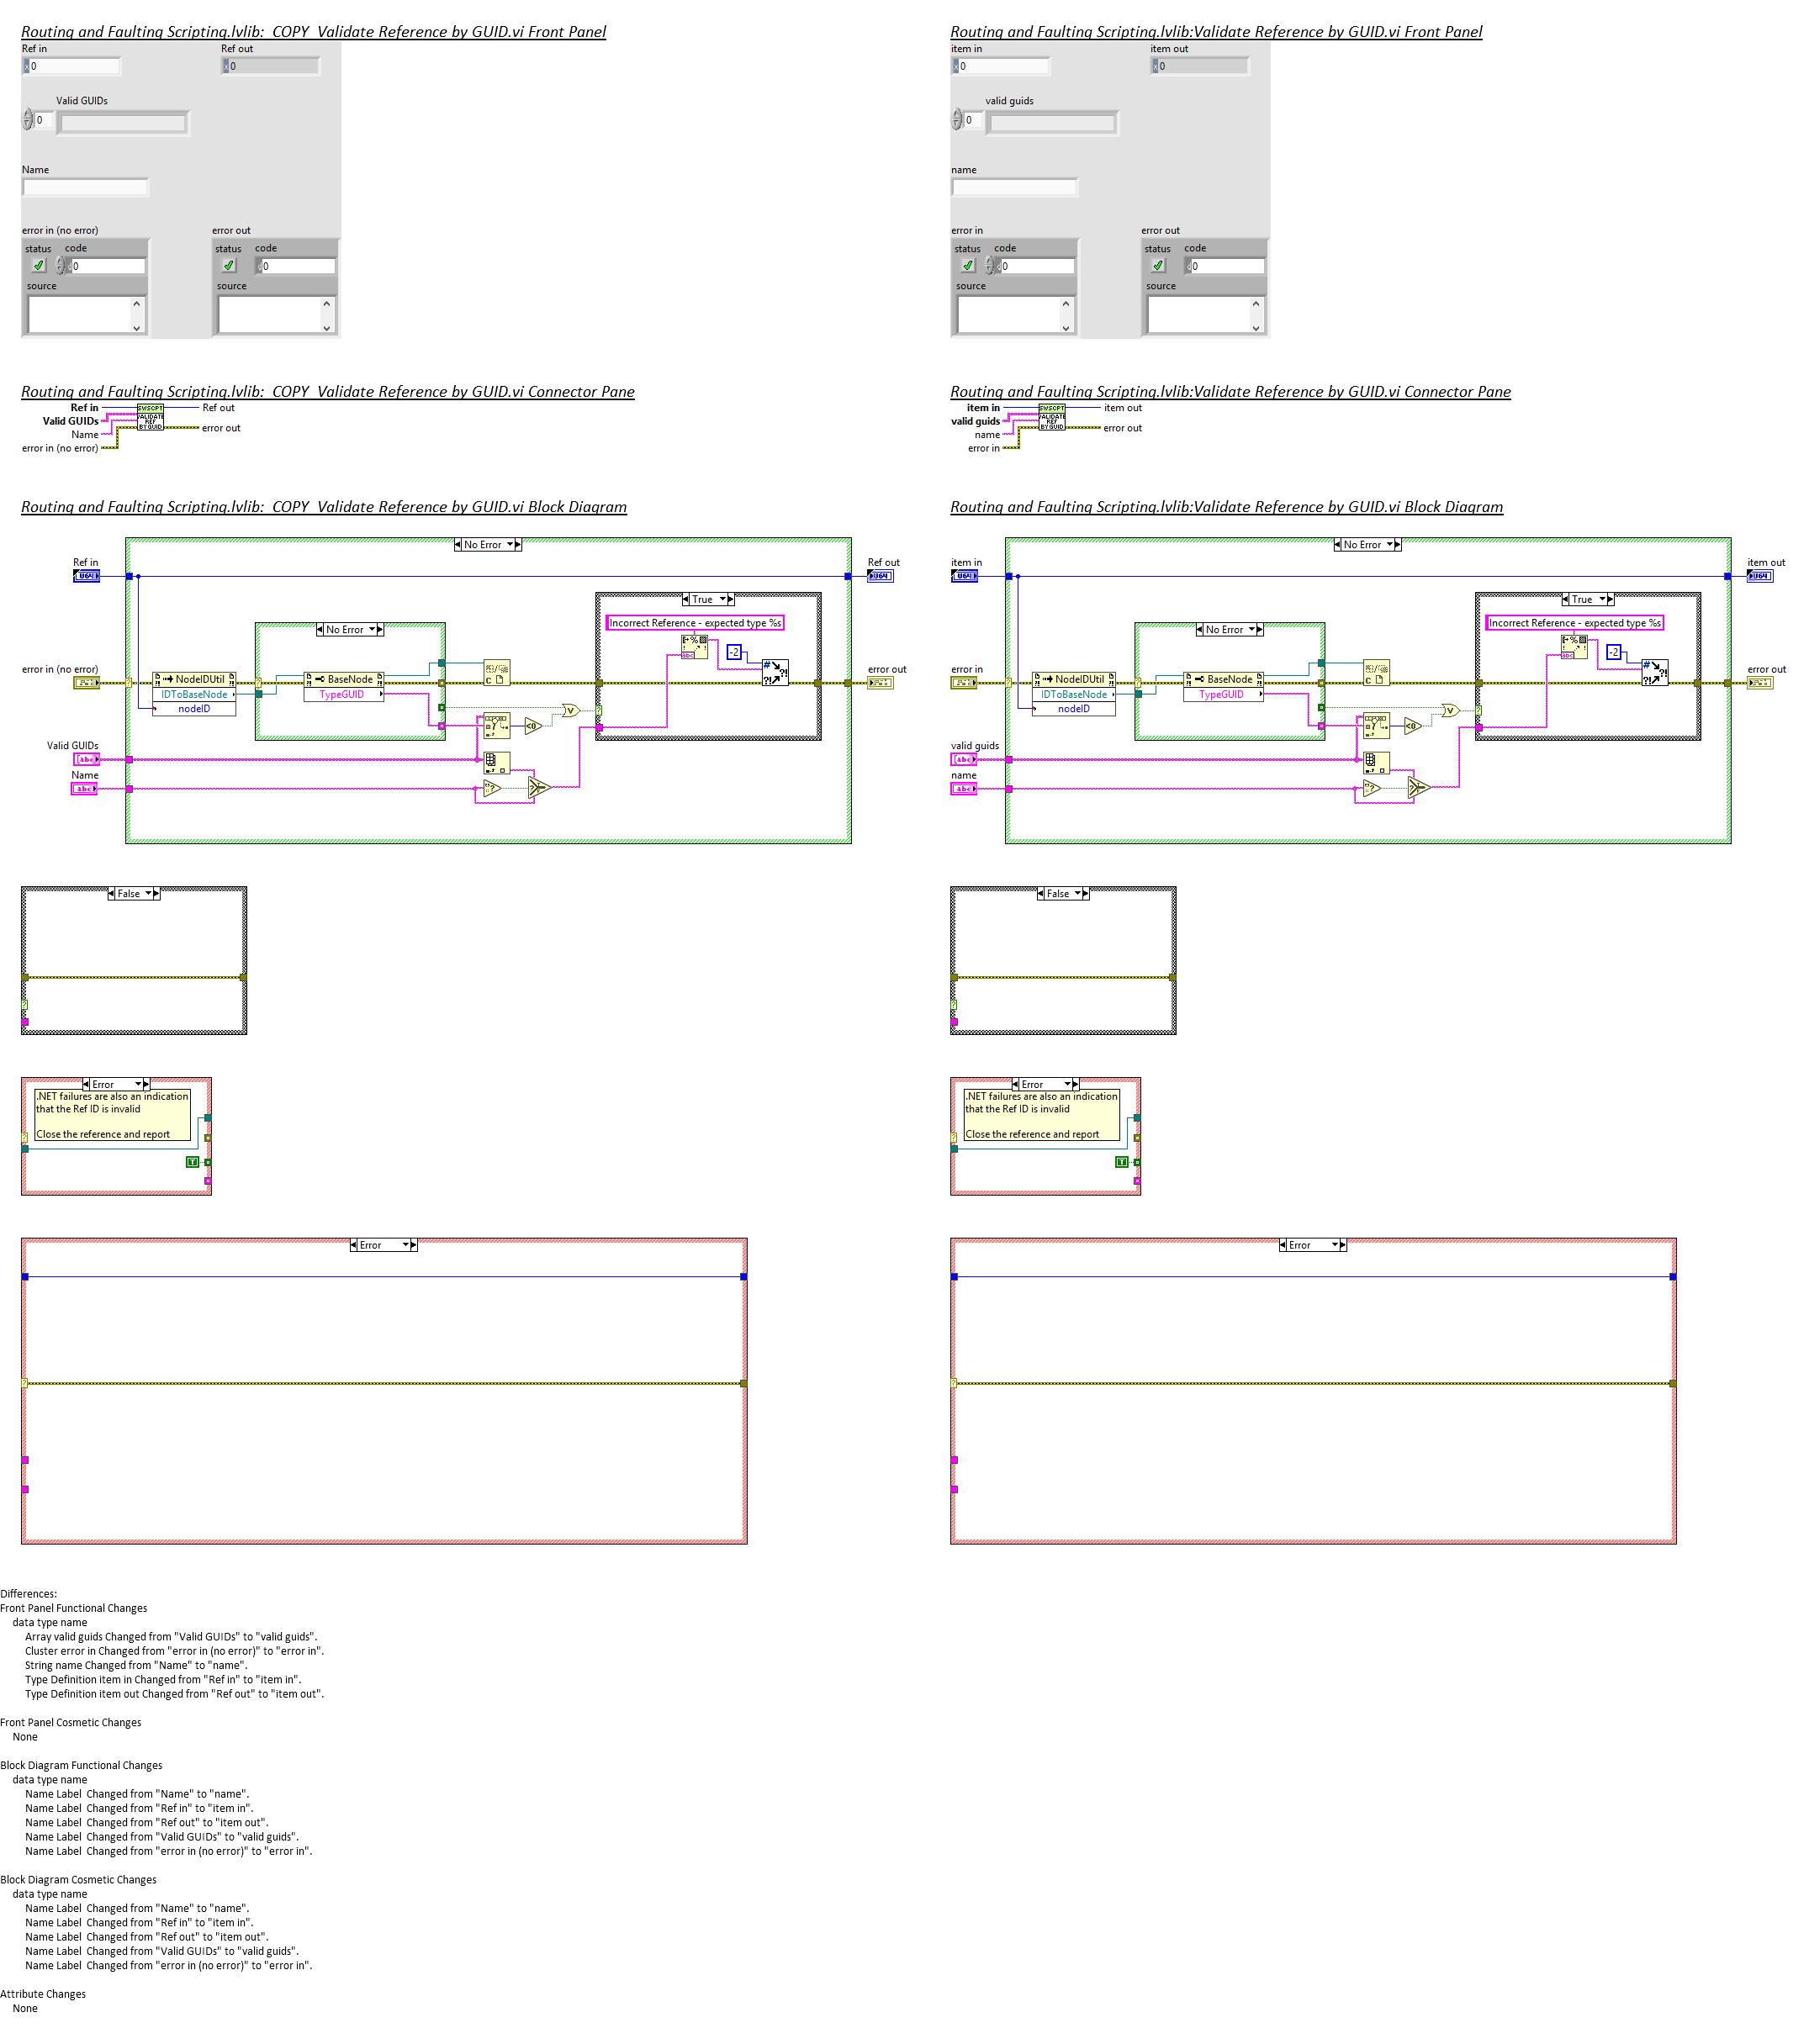 Routing and Faulting Scripting.lvlib:  COPY  Validate Reference by GUID.vi Front Panel
Ref in
Ref out
0
0
Valid GUIDs
0
Name
error in (no error)
error out
status code
status code
0
0
source
source
Routing and Faulting Scripting.lvlib:Validate Reference by GUID.vi Front Panel
item in
item out
0
0
valid guids
0
name
error in
error out
status code
status code
0
0
source
source
Routing and Faulting Scripting.lvlib:  COPY  Validate Reference by GUID.vi Connector Pane
Ref in
Ref out
Valid GUIDs
Name
error out
error in (no error)
SWSCPT
VALIDATE
REF
BY GUID
Routing and Faulting Scripting.lvlib:Validate Reference by GUID.vi Connector Pane
item in
item out
valid guids
name
error out
error in
SWSCPT
VALIDATE
REF
BY GUID
Routing and Faulting Scripting.lvlib:  COPY  Validate Reference by GUID.vi Block Diagram
No Error
Ref in
Ref out
U64
U64
True
Incorrect Reference - expected type %s
No Error
-2
error in (no error)
error out
NodeIDUtil
IDToBaseNode
nodeID
BaseNode
TypeGUID
Valid GUIDs
abc
Name
abc
Routing and Faulting Scripting.lvlib:Validate Reference by GUID.vi Block Diagram
No Error
item in
item out
U64
U64
True
Incorrect Reference - expected type %s
No Error
-2
error in
error out
NodeIDUtil
IDToBaseNode
nodeID
BaseNode
TypeGUID
valid guids
abc
name
abc
False
False
Error
.NET failures are also an indication
that the Ref ID is invalid
Close the reference and report
T
Error
.NET failures are also an indication
that the Ref ID is invalid
Close the reference and report
T
Error
Error
Differences:
Front Panel Functional Changes
data type name
Array valid guids Changed from "Valid GUIDs" to "valid guids".
Cluster error in Changed from "error in (no error)" to "error in".
String name Changed from "Name" to "name".
Type Definition item in Changed from "Ref in" to "item in".
Type Definition item out Changed from "Ref out" to "item out".
Front Panel Cosmetic Changes
None
Block Diagram Functional Changes
data type name
Name Label  Changed from "Name" to "name".
Name Label  Changed from "Ref in" to "item in".
Name Label  Changed from "Ref out" to "item out".
Name Label  Changed from "Valid GUIDs" to "valid guids".
Name Label  Changed from "error in (no error)" to "error in".
Block Diagram Cosmetic Changes
data type name
Name Label  Changed from "Name" to "name".
Name Label  Changed from "Ref in" to "item in".
Name Label  Changed from "Ref out" to "item out".
Name Label  Changed from "Valid GUIDs" to "valid guids".
Name Label  Changed from "error in (no error)" to "error in".
Attribute Changes
None